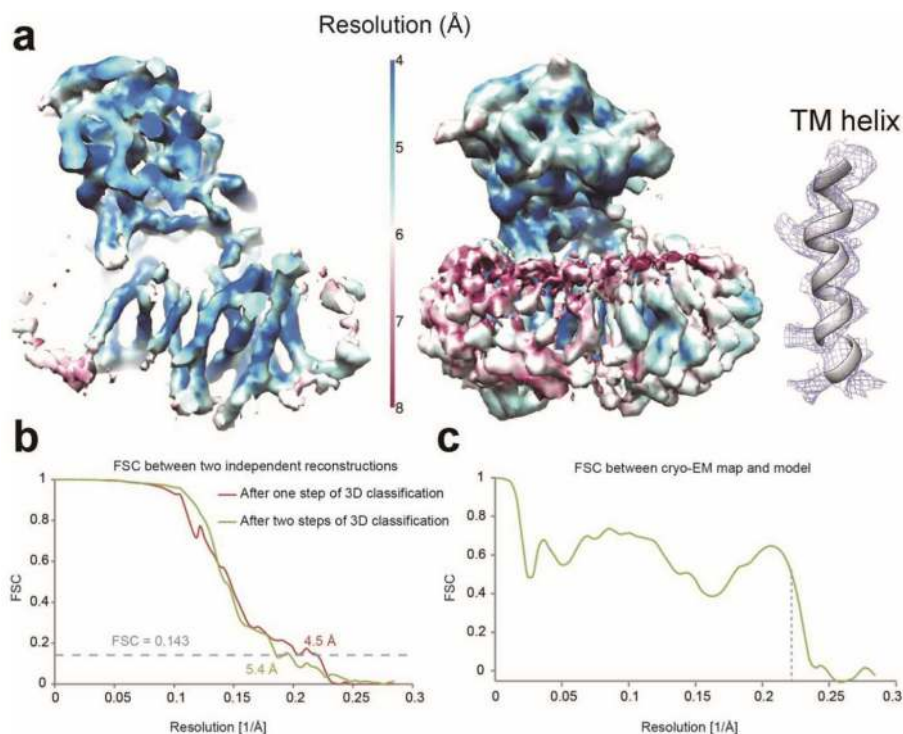 a
Resolution (Å)
4
5
6
7
8
TM helix
b
FSC between two independent reconstructions
After one step of 3D classification
After two steps of 3D classification
1
0.8
0.6
0.4
0.2
0
FSC
FSC = 0.143
4.5 Å
5.4 Å
0 0.05 0.1 0.15 0.2 0.25 0.3
Resolution [1/Å]
c
FSC between cryo-EM map and model
1
0.8
0.6
0.4
0.2
0
FSC
0 0.05 0.1 0.15 0.2 0.25 0.3
Resolution [1/Å]